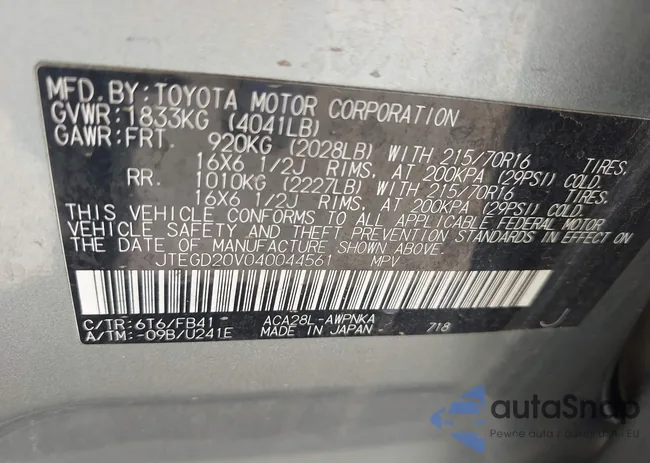 MFD. BY: TOYOTA MOTOR CORPORATION
GVWR: 1833KG (4041LB)
GAWR: FRT. 920KG (2028LB) WITH 215/70R16 TIRES.
16X6 1/2J RIMS, AT 200KPA (29PSI) COLD.
RR. 1010KG (2227LB) WITH 215/70R16 TIRES.
16X6 1/2J RIMS, AT 200KPA (29PSI) COLD.
THIS VEHICLE CONFORMS TO ALL APPLICABLE FEDERAL MOTOR
VEHICLE SAFETY AND THEFT PREVENTION STANDARDS IN EFFECT ON
THE DATE OF MANUFACTURE SHOWN ABOVE.
JTEGD20V040044561 MPV
C/TR: 6T6/FB41 ACA28L-AWPNKA
A/TM: -09B/U241E MADE IN JAPAN 718 J
autaSnap
Pewne auta z USA i EU